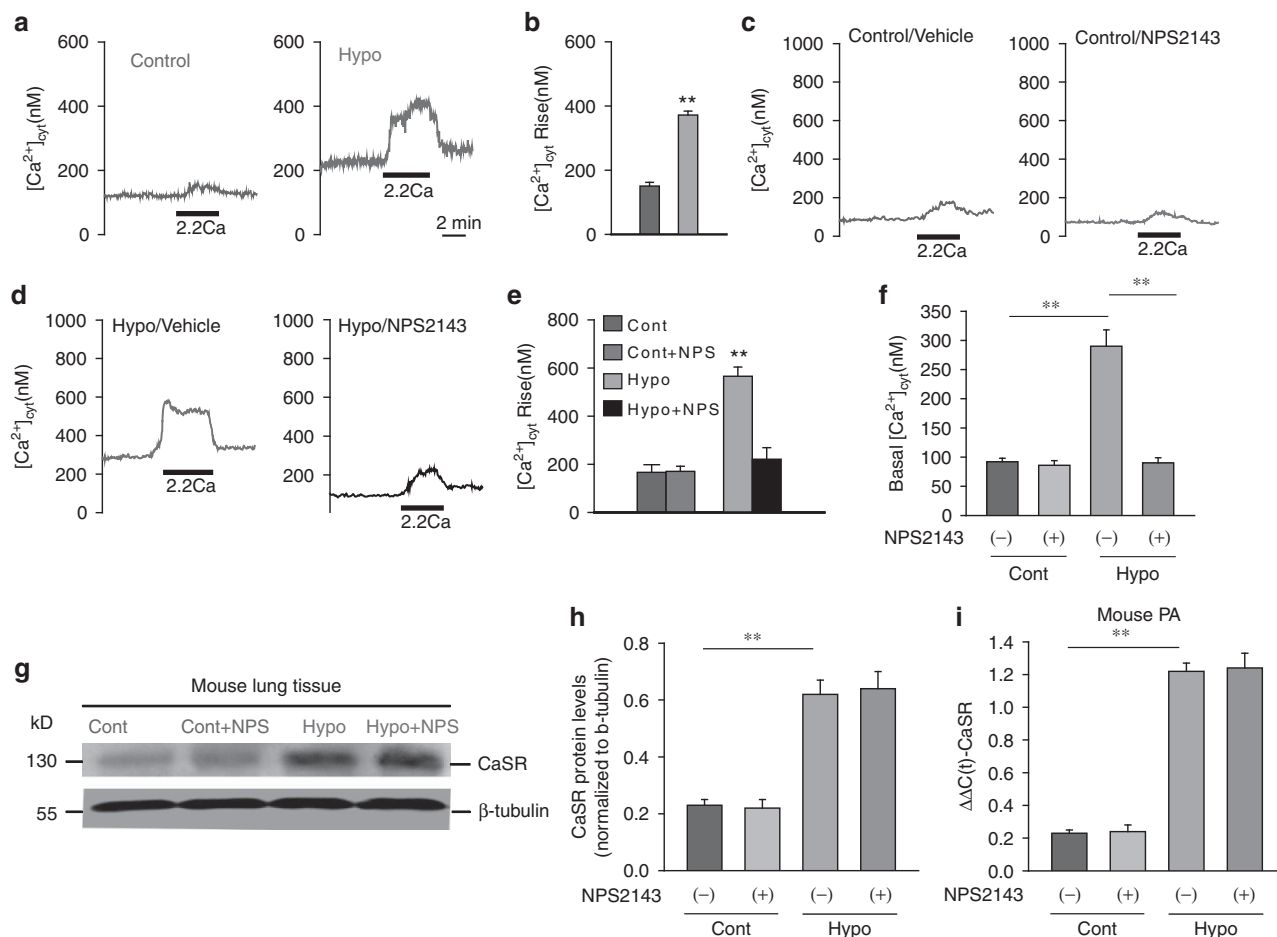 a
600
400
200
0
[Ca2+]cyt(nM)
Control
2.2Ca
600
400
200
0
Hypo
2.2Ca
2 min
b
600
400
200
0
[Ca2+]cyt Rise(nM)
**
c
Control/Vehicle
1000
800
600
400
200
0
[Ca2+]cyt(nM)
2.2Ca
Control/NPS2143
1000
800
600
400
200
0
2.2Ca
d
Hypo/Vehicle
1000
800
600
400
200
0
[Ca2+]cyt(nM)
2.2Ca
Hypo/NPS2143
1000
800
600
400
200
0
2.2Ca
e
800
600
400
200
0
[Ca2+]cyt Rise(nM)
Cont
Cont+NPS
Hypo
Hypo+NPS
**
f
350
300
250
200
150
100
50
0
Basal [Ca2+]cyt(nM)
**
**
NPS2143 (−) (+) (−) (+)
Cont Hypo
g
Mouse lung tissue
kD
Cont Cont+NPS Hypo Hypo+NPS
130 CaSR
55 β-tubulin
h
0.8
0.6
0.4
0.2
0.0
CaSR protein levels
(normalized to b-tubulin)
**
NPS2143 (−) (+) (−) (+)
Cont Hypo
i
Mouse PA
**
1.4
1.2
1.0
0.8
0.6
0.4
0.2
0.0
ΔΔC(t)-CaSR
NPS2143 (−) (+) (−) (+)
Cont Hypo